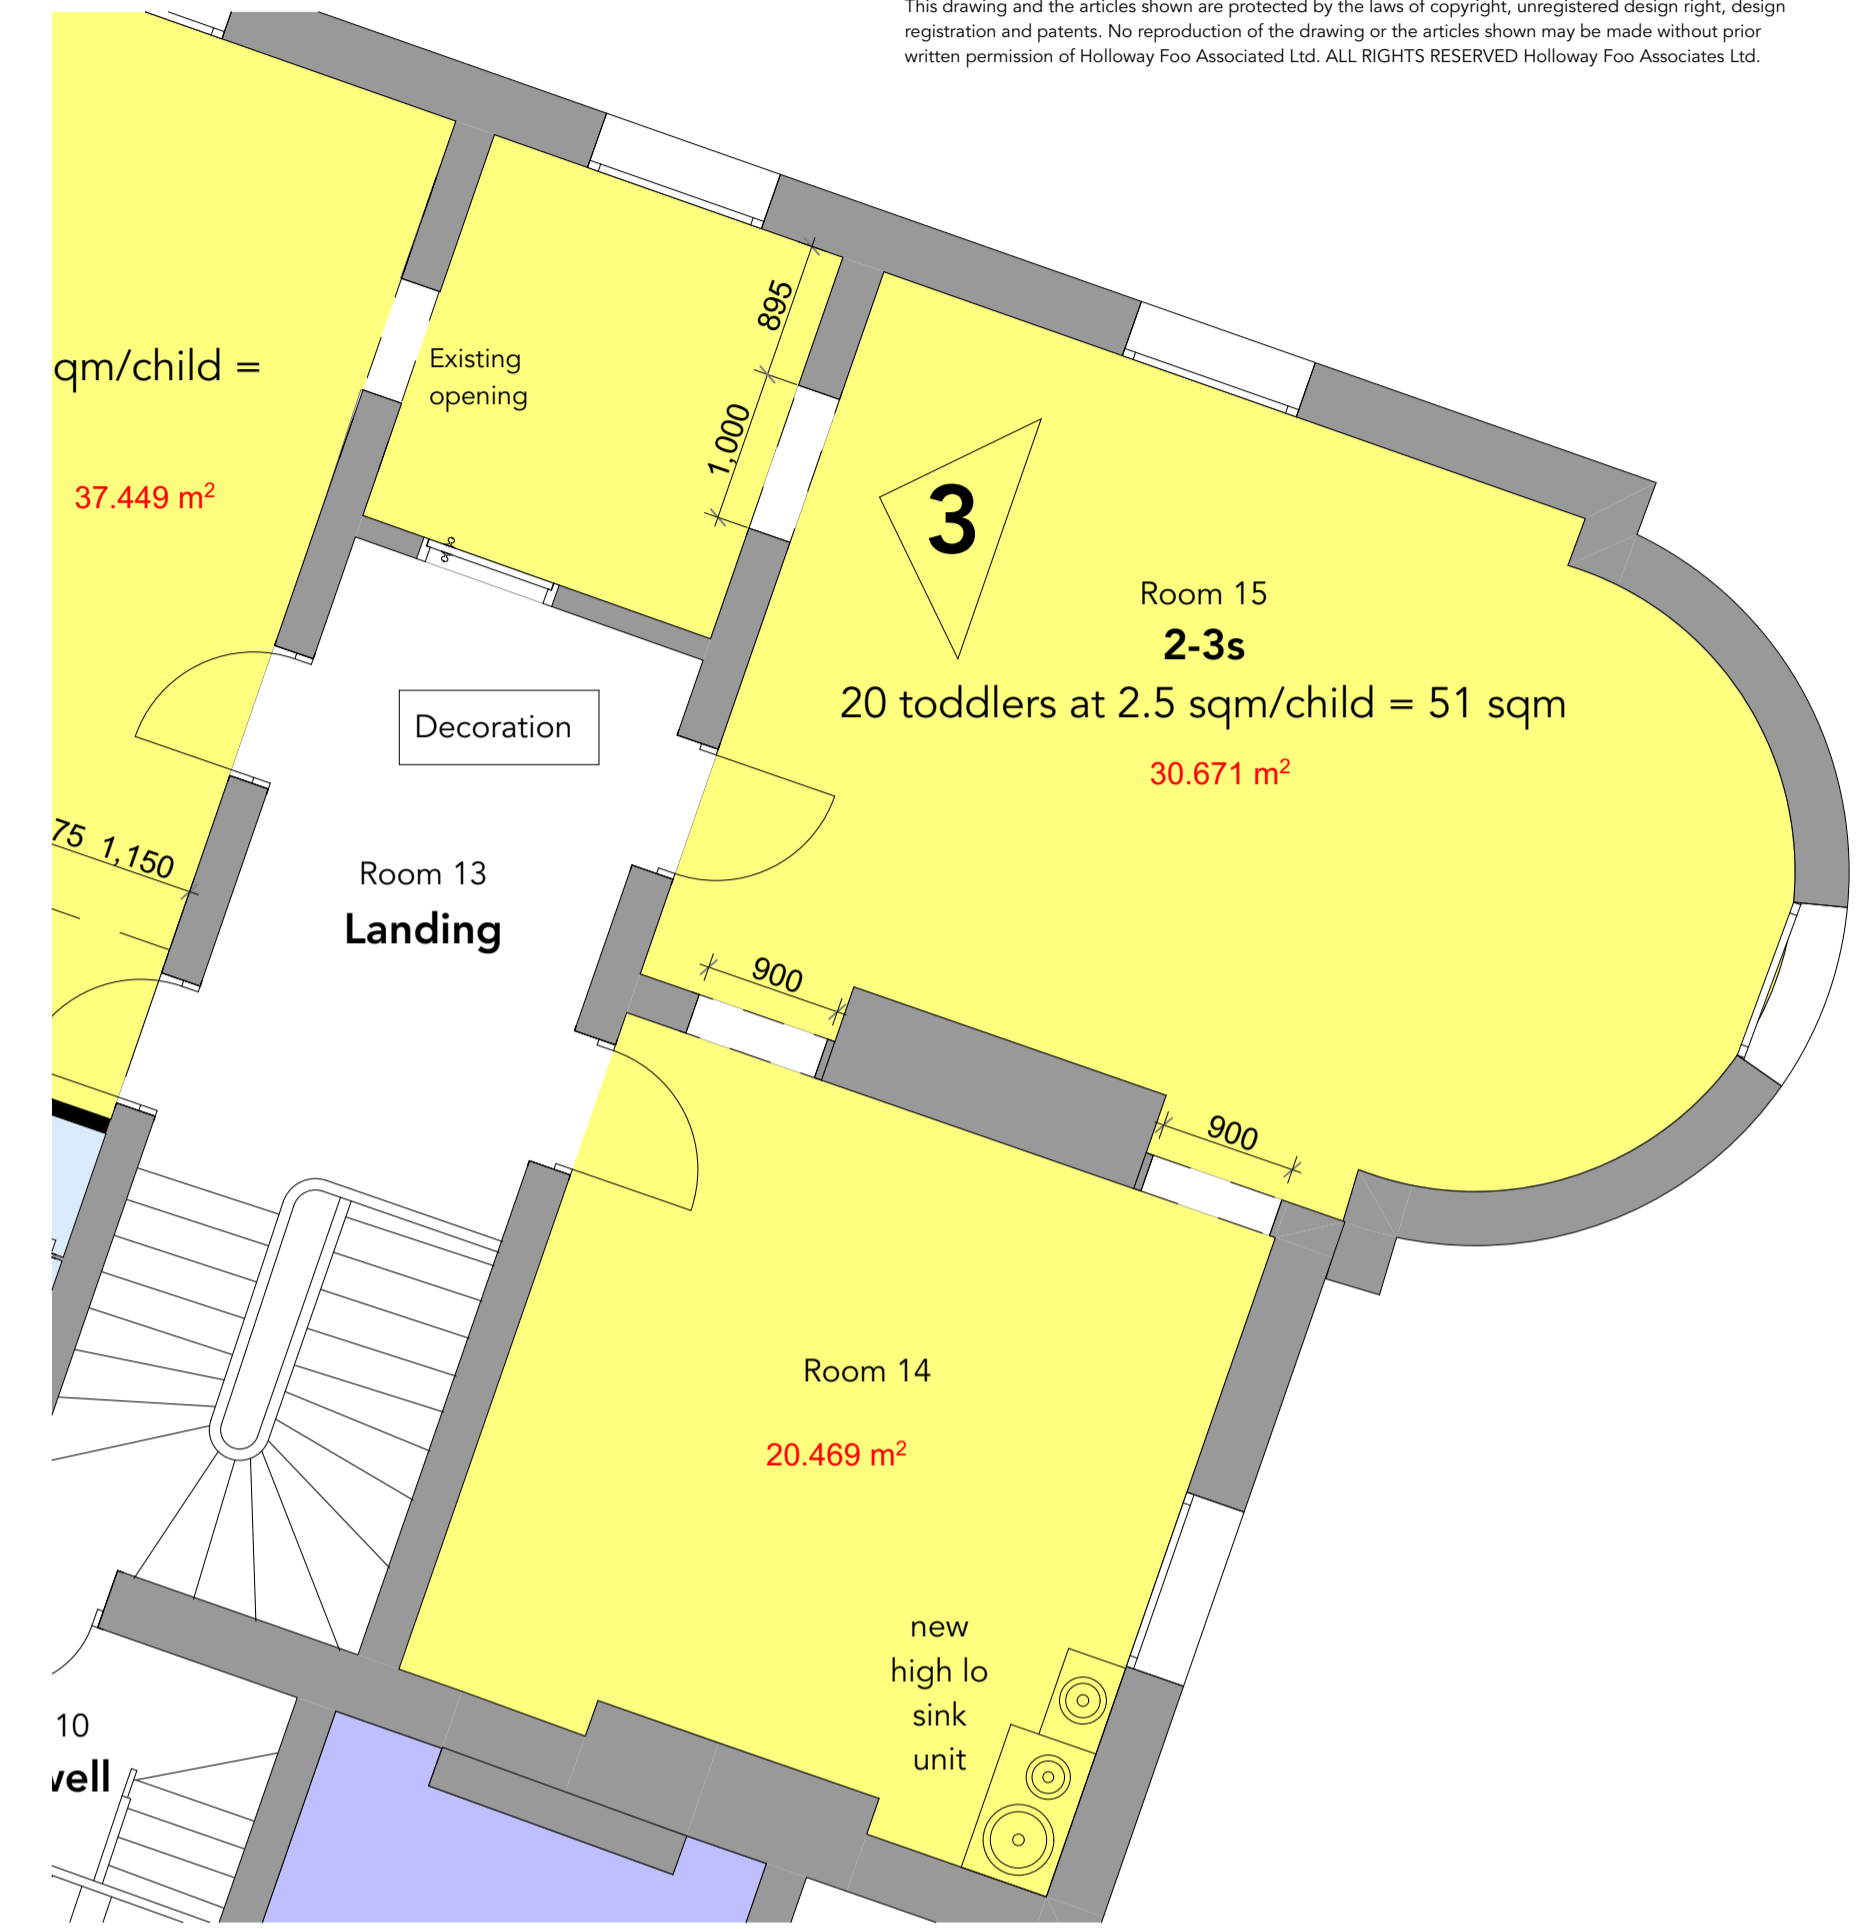 This drawing and the articles shown are protected by the laws of copyright, unregistered design right, design
registration and patents. No reproduction of the drawing or the articles shown may be made without prior
written permission of Holloway Foo Associated Ltd. ALL RIGHTS RESERVED Holloway Foo Associates Ltd.
895
Existing
opening
qm/child =
1,000
37.449 m²
3
Room 15
2-3s
20 toddlers at 2.5 sqm/child = 51 sqm
30.671 m²
Decoration
75 1,150
Room 13
Landing
900
900
Room 14
20.469 m²
new
high lo
sink
unit
10
vell